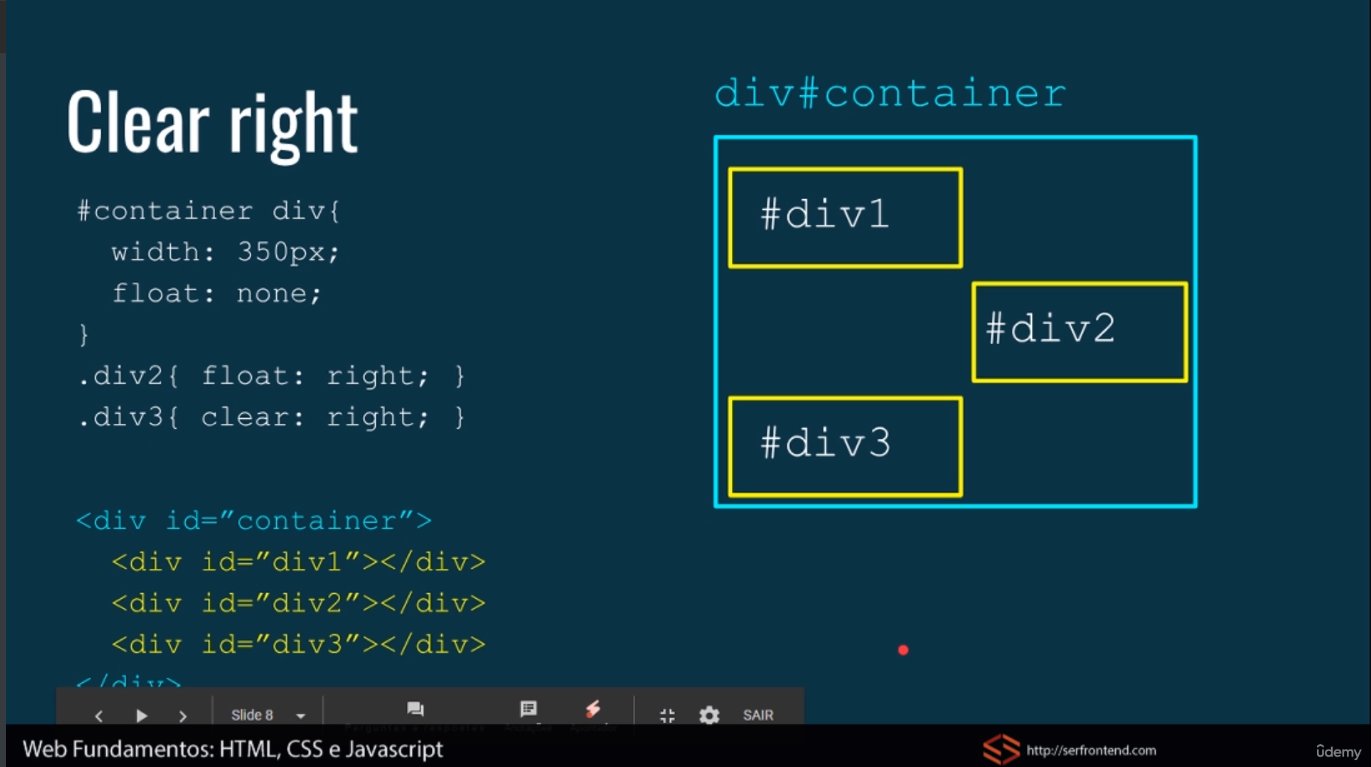 Clear right
#container div{
width: 350px;
float: none;
}
.div2{ float: right; }
.div3{ clear: right; }
<div id=”container”>
<div id=”div1”></div>
<div id=”div2”></div>
<div id=”div3”></div>
</div>
div#container
#div1
#div2
#div3
Slide 8
SAIR
Web Fundamentos: HTML, CSS e Javascript
http://serfrontend.com
ûdemy